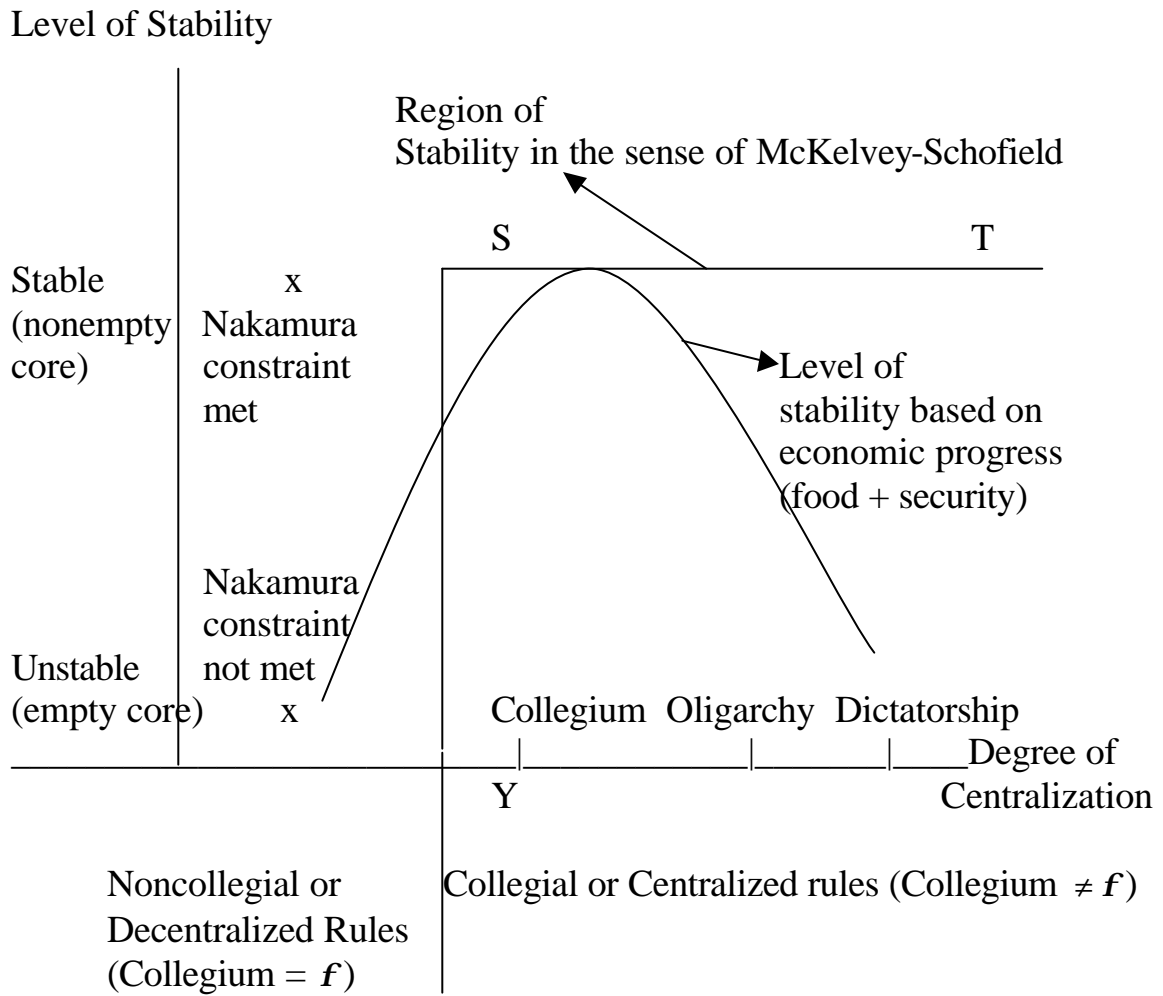 Level of Stability
Region of
Stability in the sense of McKelvey-Schofield
S T
Stable
(nonempty
core)
x
Nakamura
constraint
met
Level of
stability based on
economic progress
(food + security)
Nakamura
constraint
not met
x
Unstable
(empty core)
Collegium Oligarchy Dictatorship
Degree of
Centralization
Y
Noncollegial or
Decentralized Rules
(Collegium = f)
Collegial or Centralized rules (Collegium ≠ f)